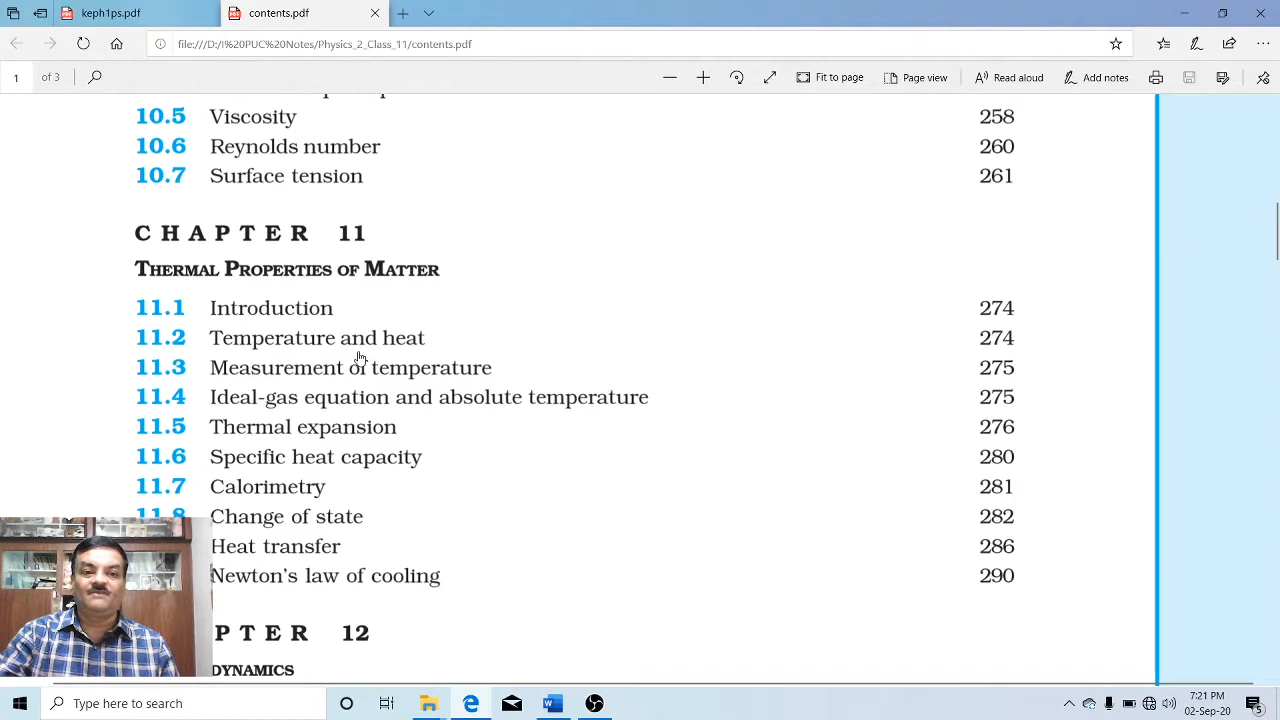 contents.pdf
file:///D:/I%20PUC%20Notes/Physics_2_Class_11/contents.pdf
1 of 3 Fit to page Page view Read aloud Add notes
10.5 Viscosity 258
10.6 Reynolds number 260
10.7 Surface tension 261
CHAPTER 11
THERMAL PROPERTIES OF MATTER
11.1 Introduction 274
11.2 Temperature and heat 274
11.3 Measurement of temperature 275
11.4 Ideal-gas equation and absolute temperature 275
11.5 Thermal expansion 276
11.6 Specific heat capacity 280
11.7 Calorimetry 281
11.8 Change of state 282
Heat transfer 286
Newton's law of cooling 290
PTER 12
DYNAMICS
Type here to search
7:21 PM
02-Sep-20